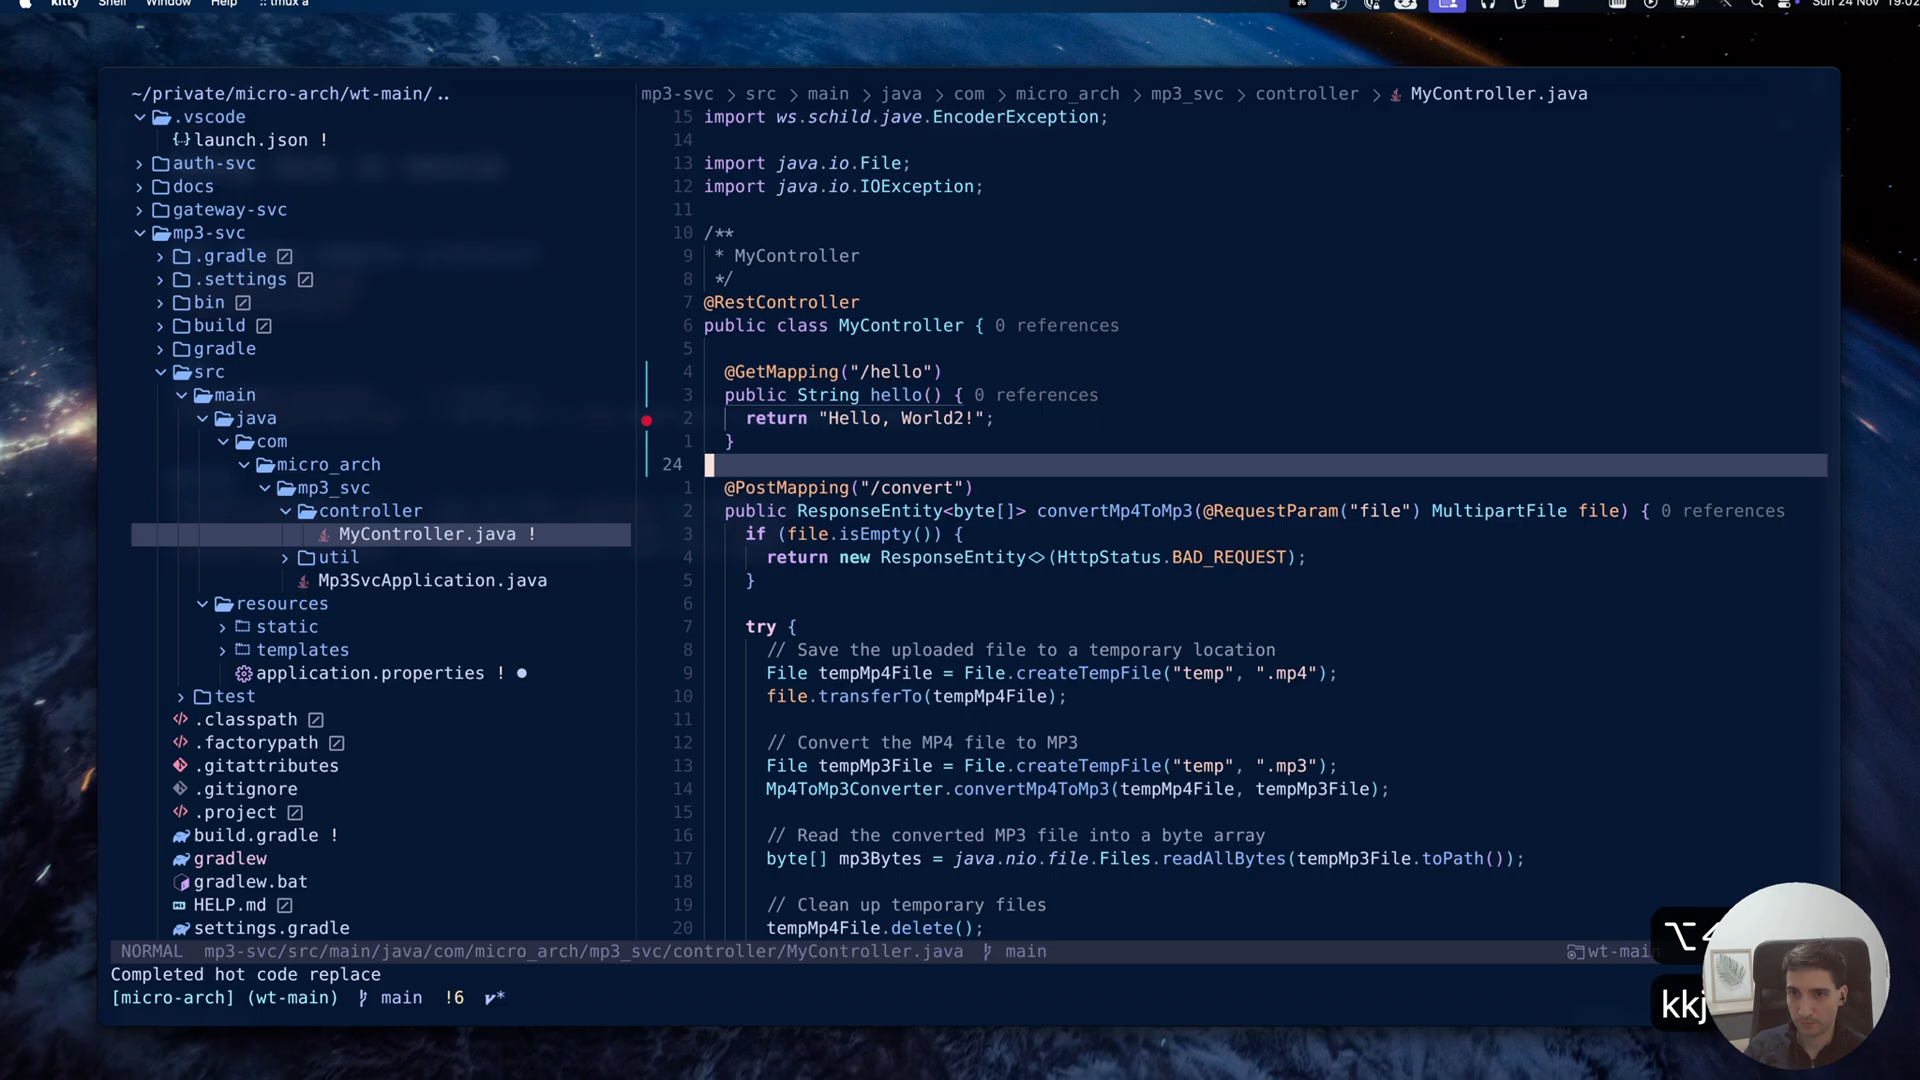 kitty Shell Window Help :: tmux a
Sun 24 Nov 19:02
~/private/micro-arch/wt-main/..
.vscode
launch.json !
auth-svc
docs
gateway-svc
mp3-svc
.gradle
.settings
bin
build
gradle
src
main
java
com
micro_arch
mp3_svc
controller
MyController.java !
util
Mp3SvcApplication.java
resources
static
templates
application.properties !
test
.classpath
.factorypath
.gitattributes
.gitignore
.project
build.gradle !
gradlew
gradlew.bat
HELP.md
settings.gradle
mp3-svc > src > main > java > com > micro_arch > mp3_svc > controller > MyController.java
15 import ws.schild.jave.EncoderException;
14
13 import java.io.File;
12 import java.io.IOException;
11
10 /**
9 * MyController
8 */
7 @RestController
6 public class MyController { 0 references
5
4 @GetMapping("/hello")
3 public String hello() { 0 references
2 return "Hello, World2!";
1 }
24
1 @PostMapping("/convert")
2 public ResponseEntity<byte[]> convertMp4ToMp3(@RequestParam("file") MultipartFile file) { 0 references
3 if (file.isEmpty()) {
4 return new ResponseEntity<>(HttpStatus.BAD_REQUEST);
5 }
6
7 try {
8 // Save the uploaded file to a temporary location
9 File tempMp4File = File.createTempFile("temp", ".mp4");
10 file.transferTo(tempMp4File);
11
12 // Convert the MP4 file to MP3
13 File tempMp3File = File.createTempFile("temp", ".mp3");
14 Mp4ToMp3Converter.convertMp4ToMp3(tempMp4File, tempMp3File);
15
16 // Read the converted MP3 file into a byte array
17 byte[] mp3Bytes = java.nio.file.Files.readAllBytes(tempMp3File.toPath());
18
19 // Clean up temporary files
20 tempMp4File.delete();
NORMAL mp3-svc/src/main/java/com/micro_arch/mp3_svc/controller/MyController.java main wt-main
Completed hot code replace
[micro-arch] (wt-main) main !6 v*
kkj